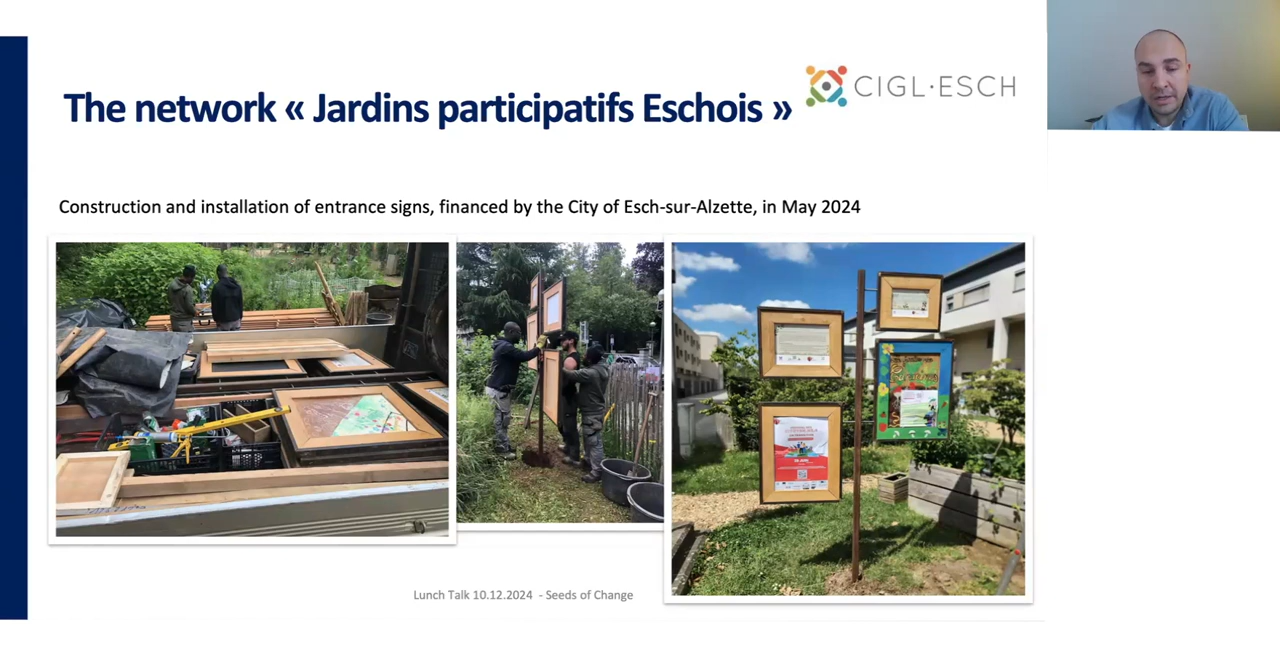 The network « Jardins participatifs Eschois »
CIGL·ESCH
Construction and installation of entrance signs, financed by the City of Esch-sur-Alzette, in May 2024
Lunch Talk 10.12.2024 - Seeds of Change